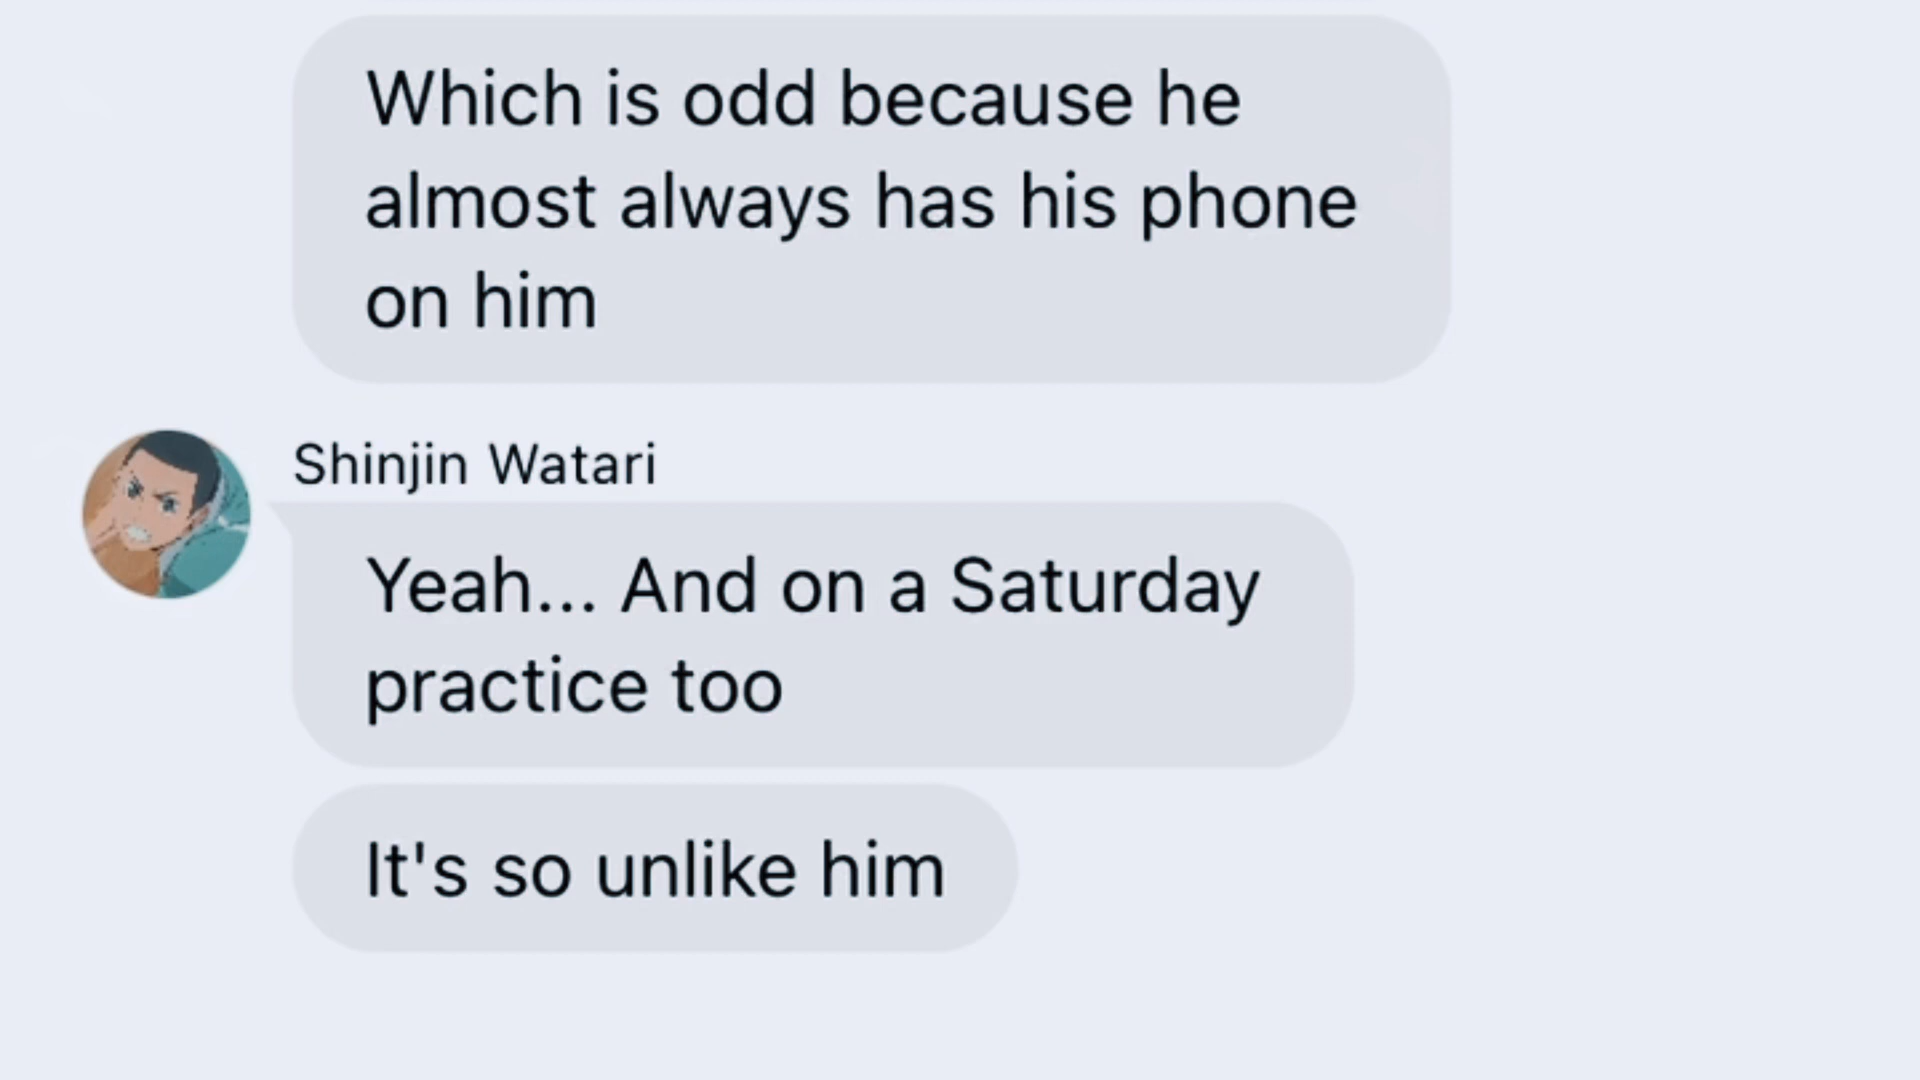 Which is odd because he
almost always has his phone
on him
Shinjin Watari
Yeah... And on a Saturday
practice too
It's so unlike him